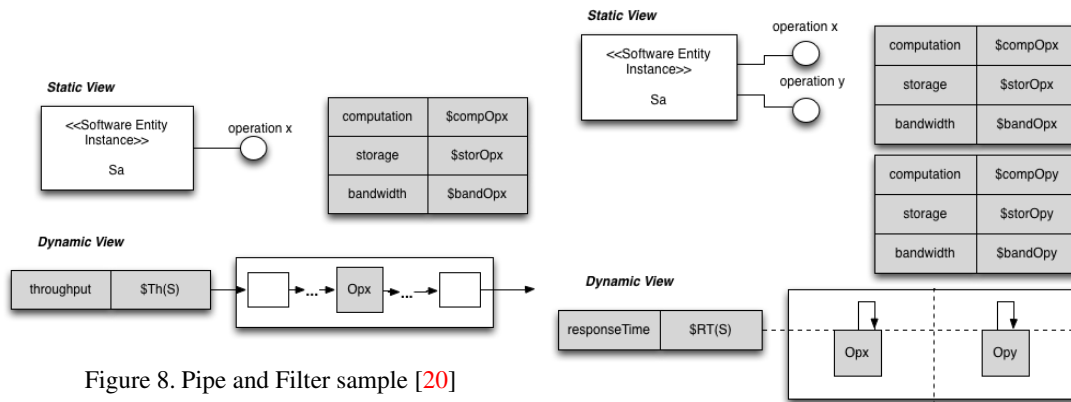 Static View
<<Software Entity
Instance>>
Sa
operation x
computation $compOpx
storage $storOpx
bandwidth $bandOpx
Dynamic View
throughput $Th(S)
...
Opx
...
Figure 8. Pipe and Filter sample [20]
Static View
<<Software Entity
Instance>>
Sa
operation x
operation y
computation $compOpx
storage $storOpx
bandwidth $bandOpx
computation $compOpy
storage $storOpy
bandwidth $bandOpy
Dynamic View
responseTime $RT(S)
Opx
Opy